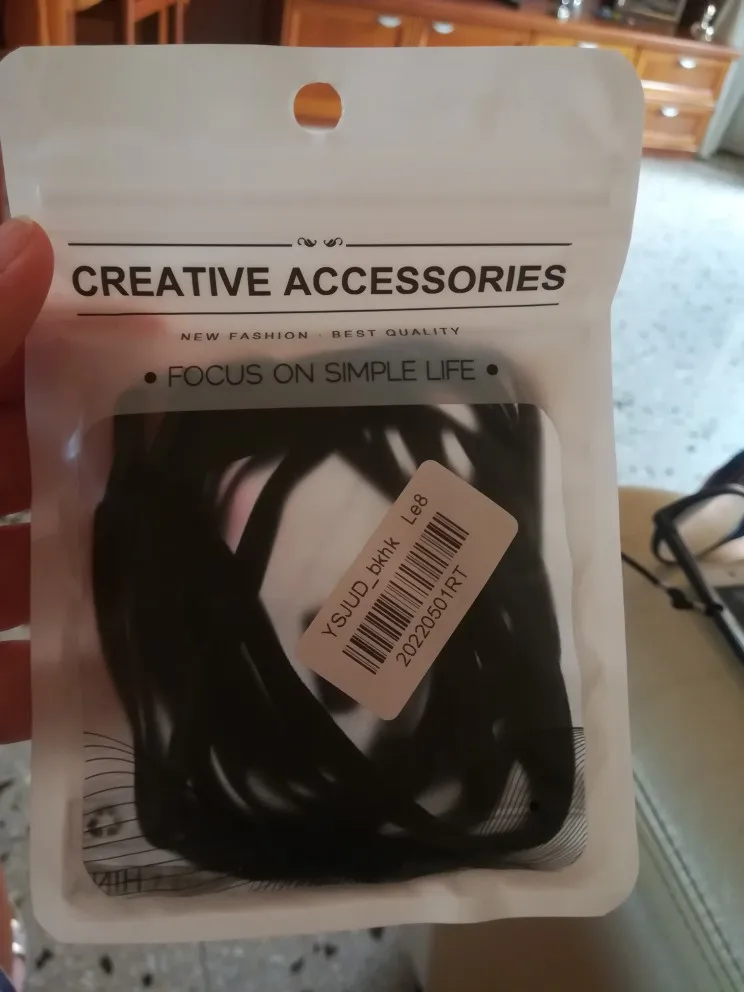 CREATIVE ACCESSORIES
NEW FASHION · BEST QUALITY
• FOCUS ON SIMPLE LIFE •
YSJUD_bkhk Le8
20220501RT